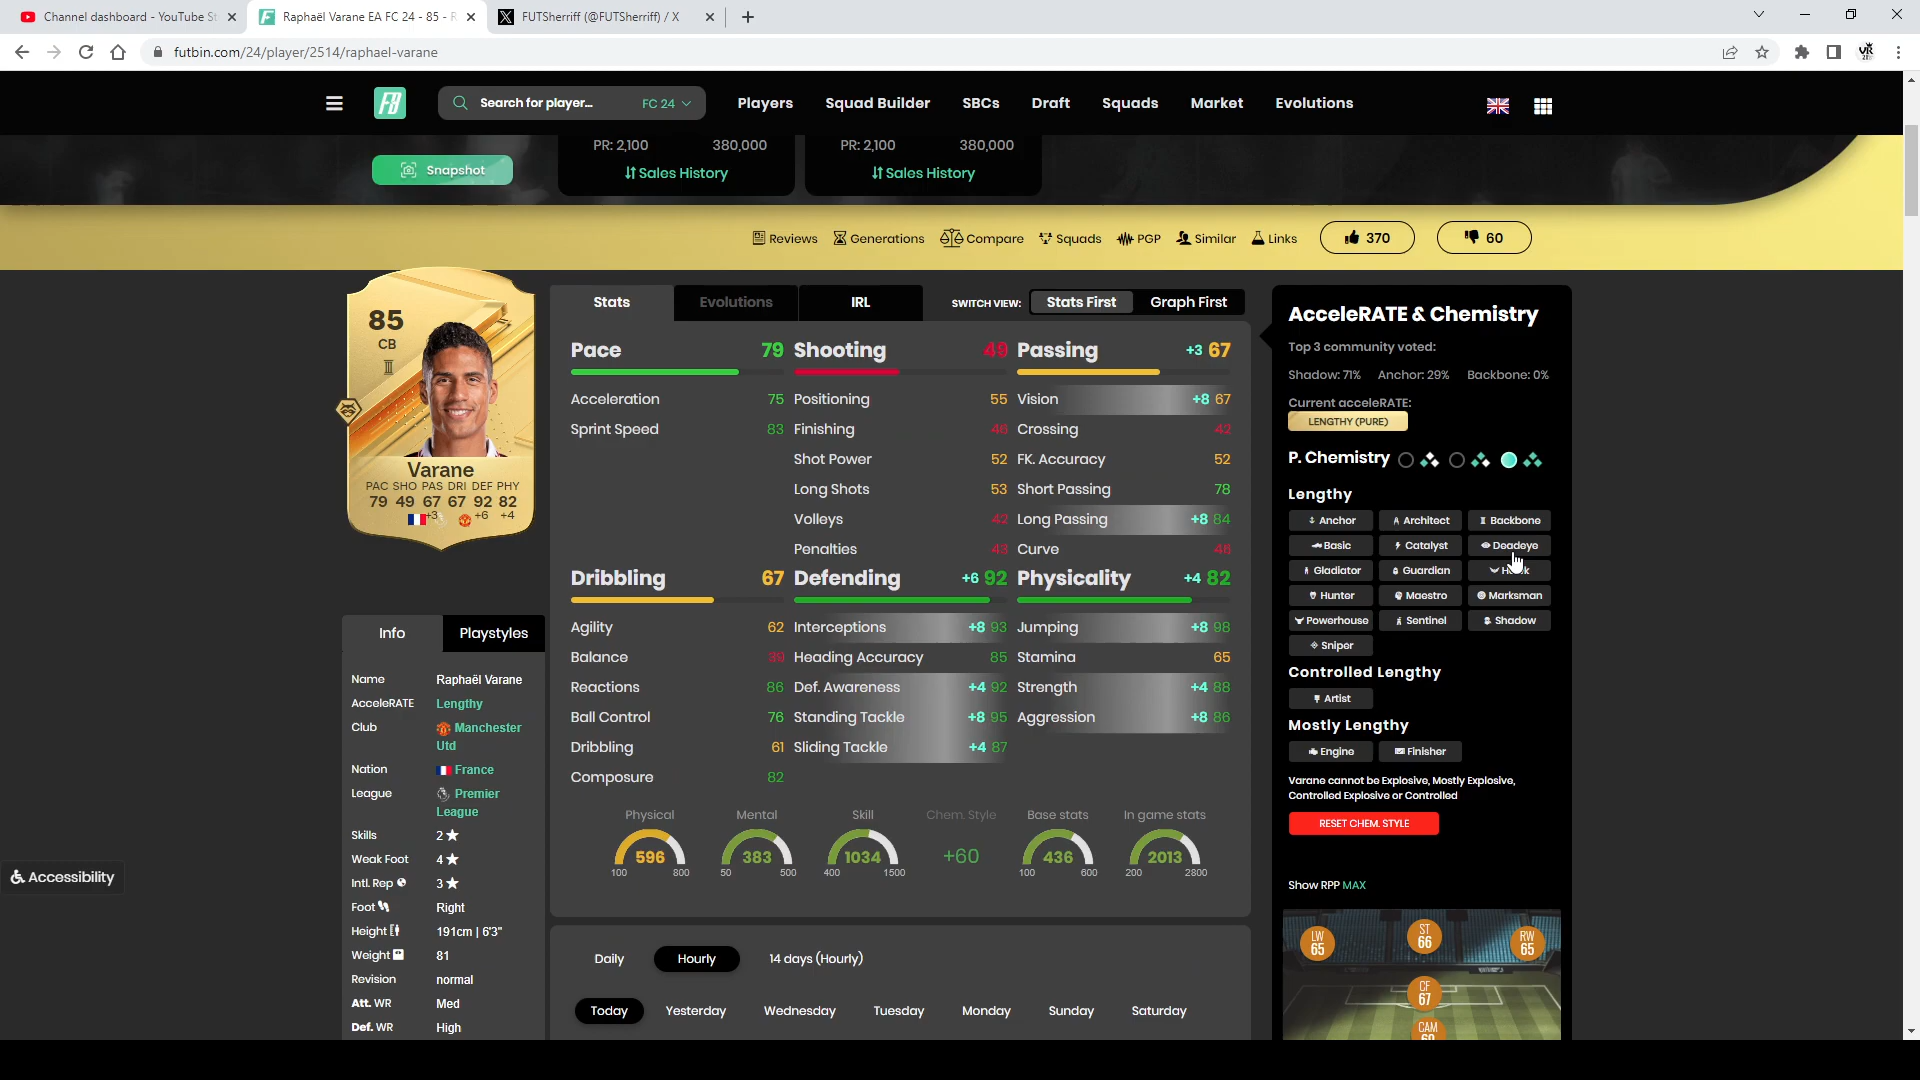 Channel dashboard - YouTube St
Raphaël Varane EA FC 24 - 85 - R
FUTSherriff (@FUTSherriff) / X
futbin.com/24/player/2514/raphael-varane
Search for player...
FC 24
Players
Squad Builder
SBCs
Draft
Squads
Market
Evolutions
PR: 2,100 380,000
PR: 2,100 380,000
Snapshot
Sales History
Sales History
Reviews
Generations
Compare
Squads
PGP
Similar
Links
370
60
85
CB
Varane
PAC SHO PAS DRI DEF PHY
79 49 67 67 92 82
+3 +6 +4
Stats
Evolutions
IRL
SWITCH VIEW:
Stats First
Graph First
Pace 79
Acceleration 75
Sprint Speed 83
Shooting 49
Positioning 55
Finishing 46
Shot Power 52
Long Shots 53
Volleys 42
Penalties 43
Passing +3 67
Vision +8 67
Crossing 42
FK. Accuracy 52
Short Passing 78
Long Passing +8 84
Curve 46
Dribbling 67
Agility 62
Balance 39
Reactions 86
Ball Control 76
Dribbling 61
Composure 82
Defending +6 92
Interceptions +8 93
Heading Accuracy 85
Def. Awareness +4 92
Standing Tackle +8 95
Sliding Tackle +4 87
Physicality +4 82
Jumping +8 98
Stamina 65
Strength +4 88
Aggression +8 86
Physical
596
100 800
Mental
383
50 500
Skill
1034
400 1500
Chem. Style
+60
Base stats
436
100 600
In game stats
2013
200 2800
Info
Playstyles
Name Raphaël Varane
AcceleRATE Lengthy
Club Manchester
Utd
Nation France
League Premier
League
Skills 2
Weak Foot 4
Intl. Rep 3
Foot Right
Height 191cm | 6'3"
Weight 81
Revision normal
Att. WR Med
Def. WR High
Accessibility
Daily
Hourly
14 days (Hourly)
Today
Yesterday
Wednesday
Tuesday
Monday
Sunday
Saturday
AcceleRATE & Chemistry
Top 3 community voted:
Shadow: 71% Anchor: 29% Backbone: 0%
Current acceleRATE:
LENGTHY (PURE)
P. Chemistry
Lengthy
Anchor
Architect
Backbone
Basic
Catalyst
Deadeye
Gladiator
Guardian
Hunter
Maestro
Marksman
Powerhouse
Sentinel
Shadow
Sniper
Controlled Lengthy
Artist
Mostly Lengthy
Engine
Finisher
Varane cannot be Explosive, Mostly Explosive,
Controlled Explosive or Controlled
RESET CHEM. STYLE
Show RPP MAX
LW
65
ST
66
RW
65
CF
67
CAM